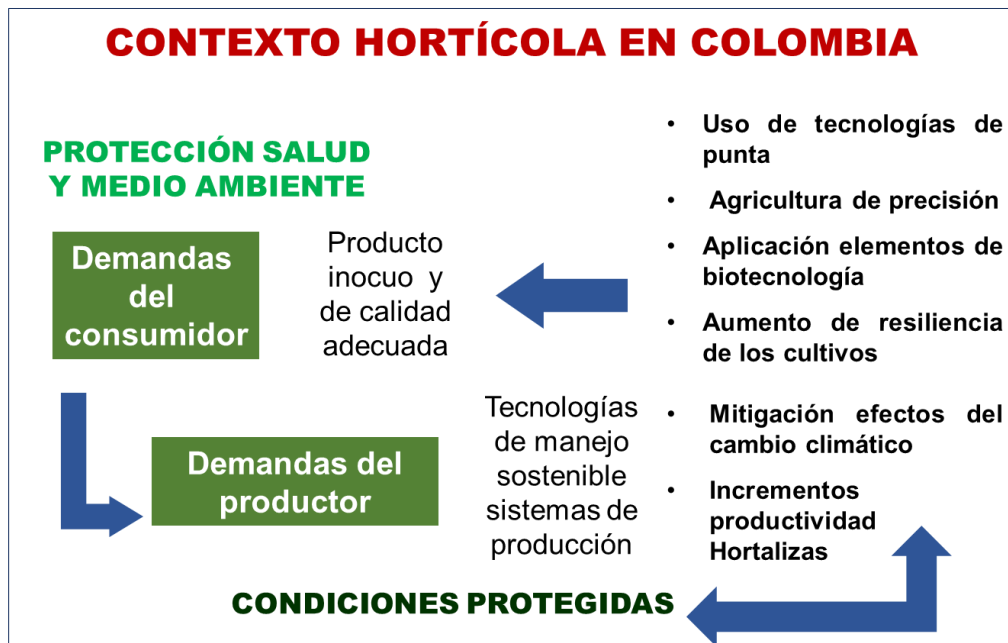 CONTEXTO HORTÍCOLA EN COLOMBIA
PROTECCIÓN SALUD
Y MEDIO AMBIENTE
Demandas
del
consumidor
Producto
inocuo y
de calidad
adecuada
Demandas del
productor
Tecnologías
de manejo
sostenible
sistemas de
producción
• Uso de tecnologías de
punta
• Agricultura de precisión
• Aplicación elementos de
biotecnología
• Aumento de resiliencia
de los cultivos
• Mitigación efectos del
cambio climático
• Incrementos
productividad
Hortalizas
CONDICIONES PROTEGIDAS